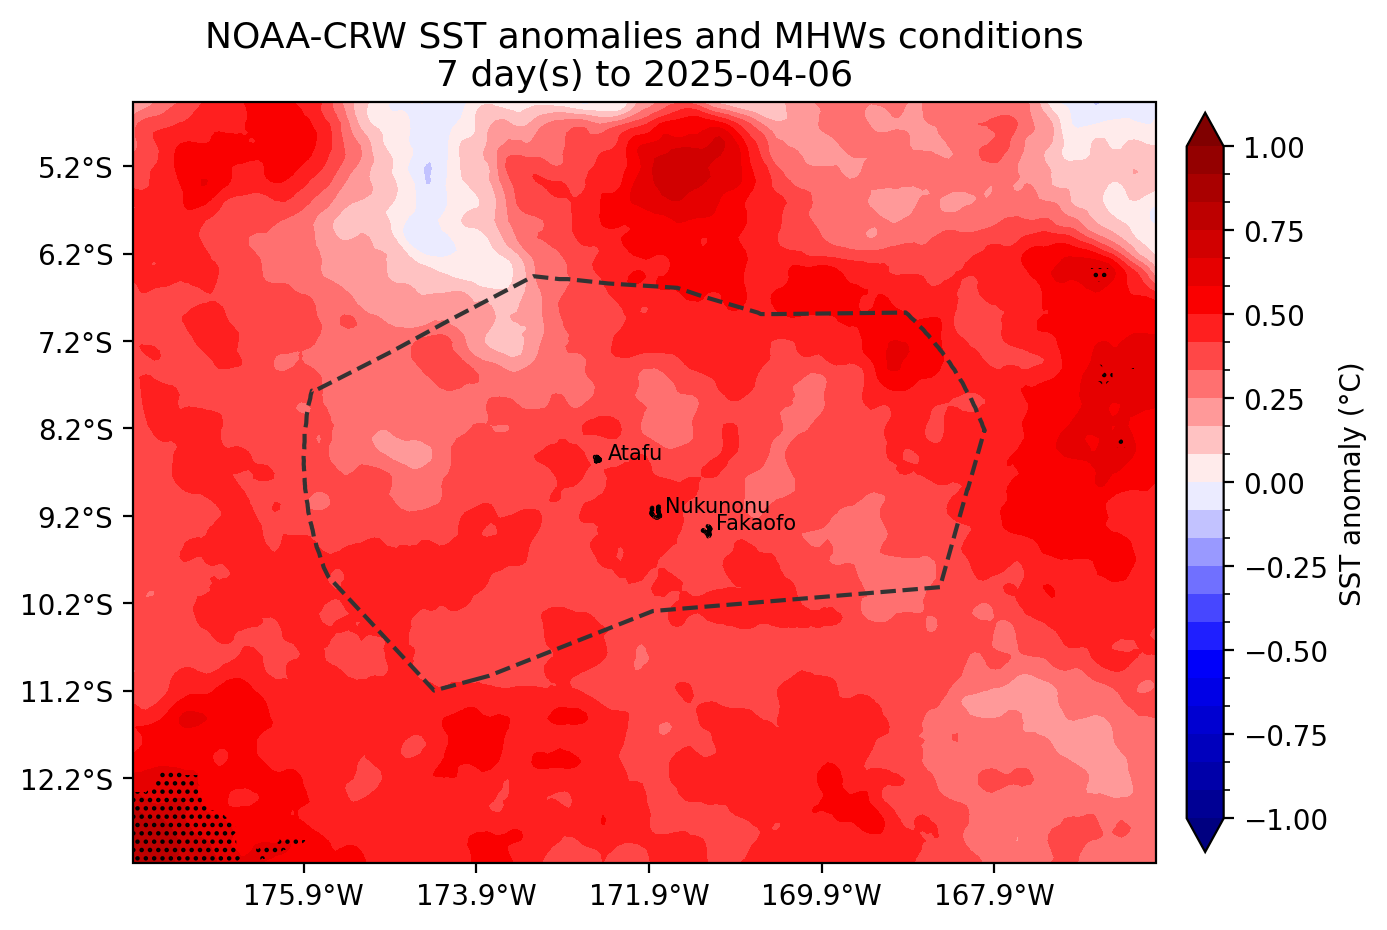 NOAA-CRW SST anomalies and MHWs conditions
7 day(s) to 2025-04-06
5.2°S
6.2°S
7.2°S
8.2°S
9.2°S
10.2°S
11.2°S
12.2°S
Atafu
Nukunonu
Fakaofo
175.9°W
173.9°W
171.9°W
169.9°W
167.9°W
1.00
0.75
0.50
0.25
0.00
−0.25
−0.50
−0.75
−1.00
SST anomaly (°C)